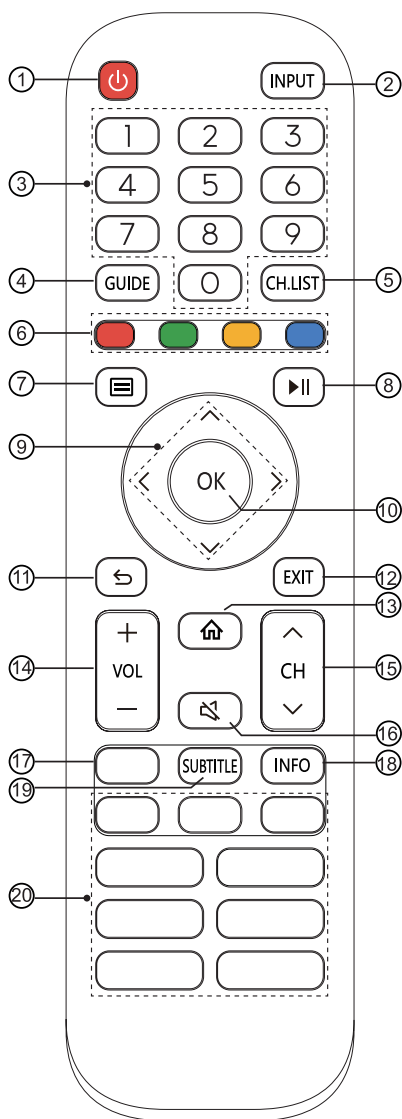 ① INPUT ②
1 2 3
③ 4 5 6
7 8 9
④ GUIDE 0 CH.LIST ⑤
⑥
⑦ ⑧
⑨
OK
⑩
⑪ EXIT ⑫
⑬
+
⑭ VOL CH ⑮
—
⑯
⑰ SUBTITLE INFO ⑱
⑲
⑳